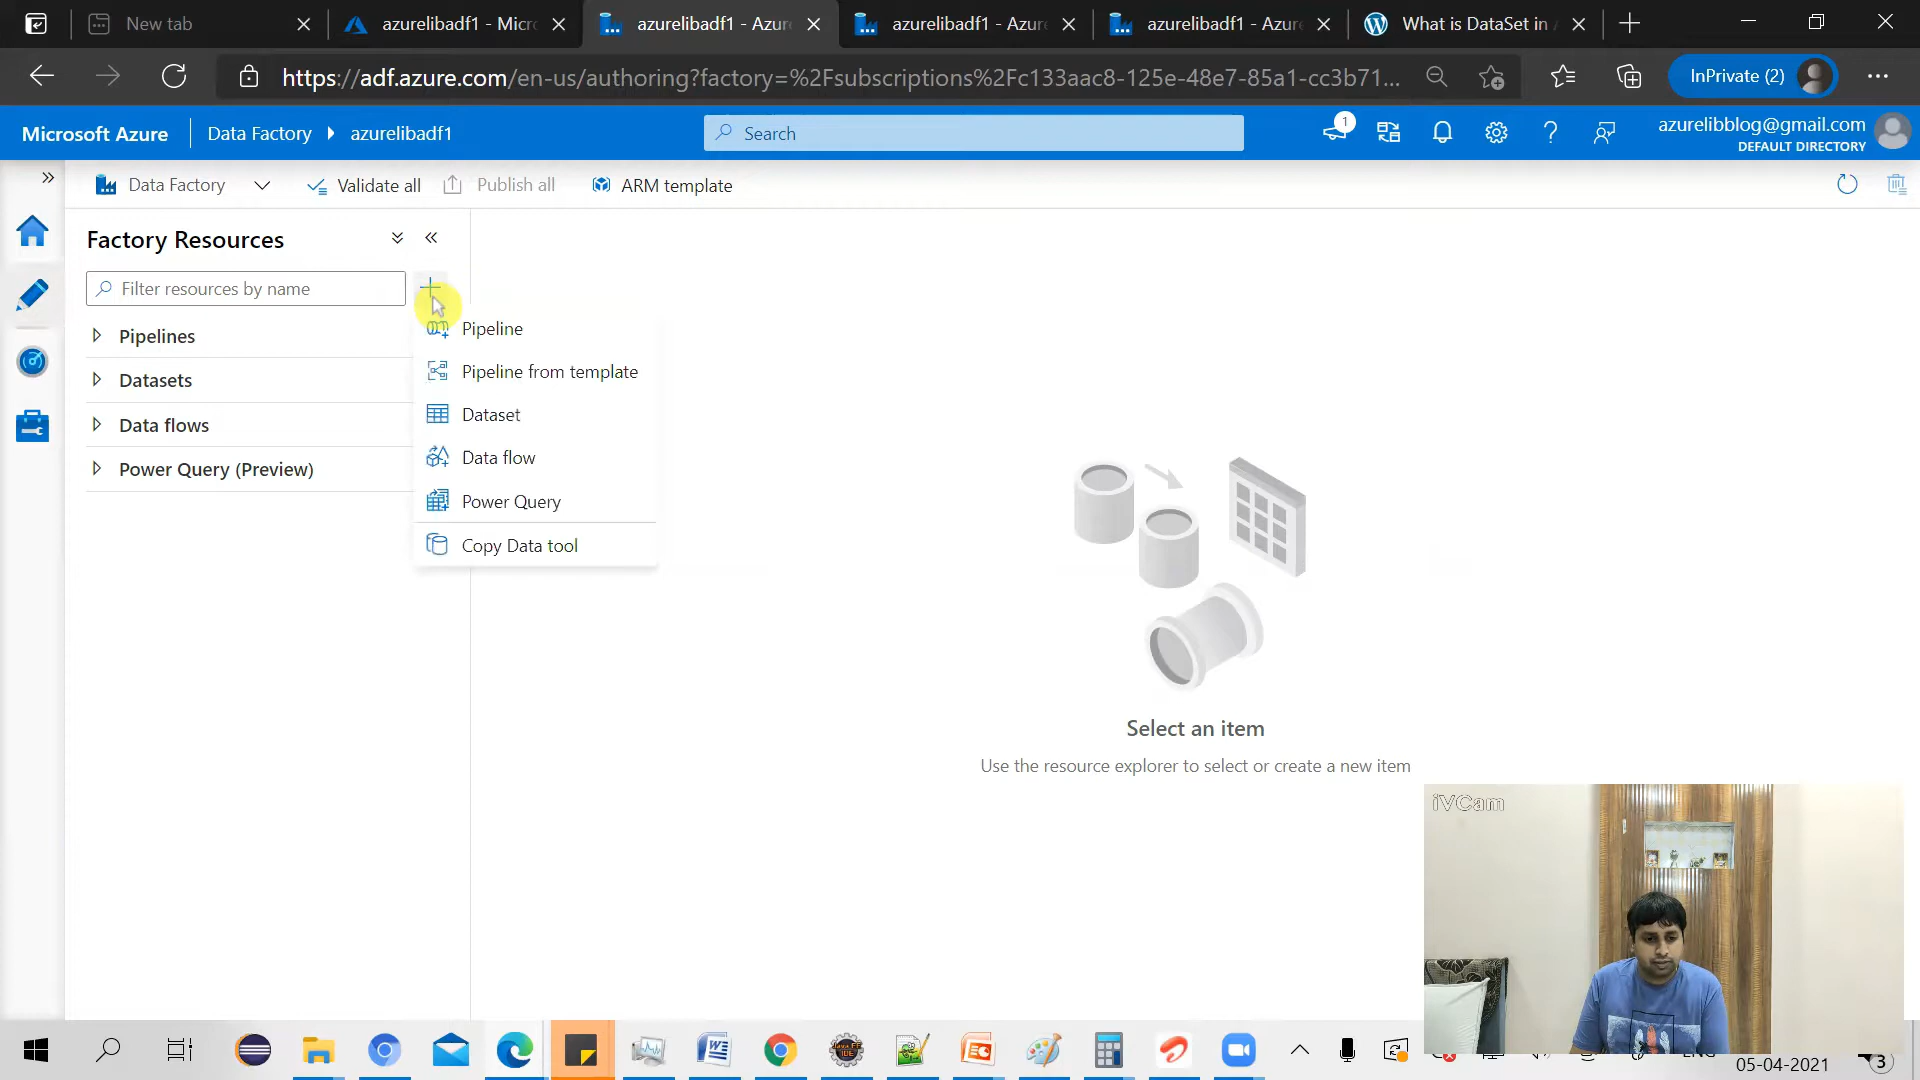 New tab
azurelibadf1 - Micr
azurelibadf1 - Azur
azurelibadf1 - Azur
azurelibadf1 - Azur
What is DataSet in
https://adf.azure.com/en-us/authoring?factory=%2Fsubscriptions%2Fc133aac8-125e-48e7-85a1-cc3b71...
InPrivate (2)
Microsoft Azure
Data Factory
azurelibadf1
Search
1
azurelibblog@gmail.com
DEFAULT DIRECTORY
Data Factory
Validate all
Publish all
ARM template
Factory Resources
Filter resources by name
Pipelines
Datasets
Data flows
Power Query (Preview)
Pipeline
Pipeline from template
Dataset
Data flow
Power Query
Copy Data tool
Select an item
Use the resource explorer to select or create a new item
iVCam
05-04-2021
3